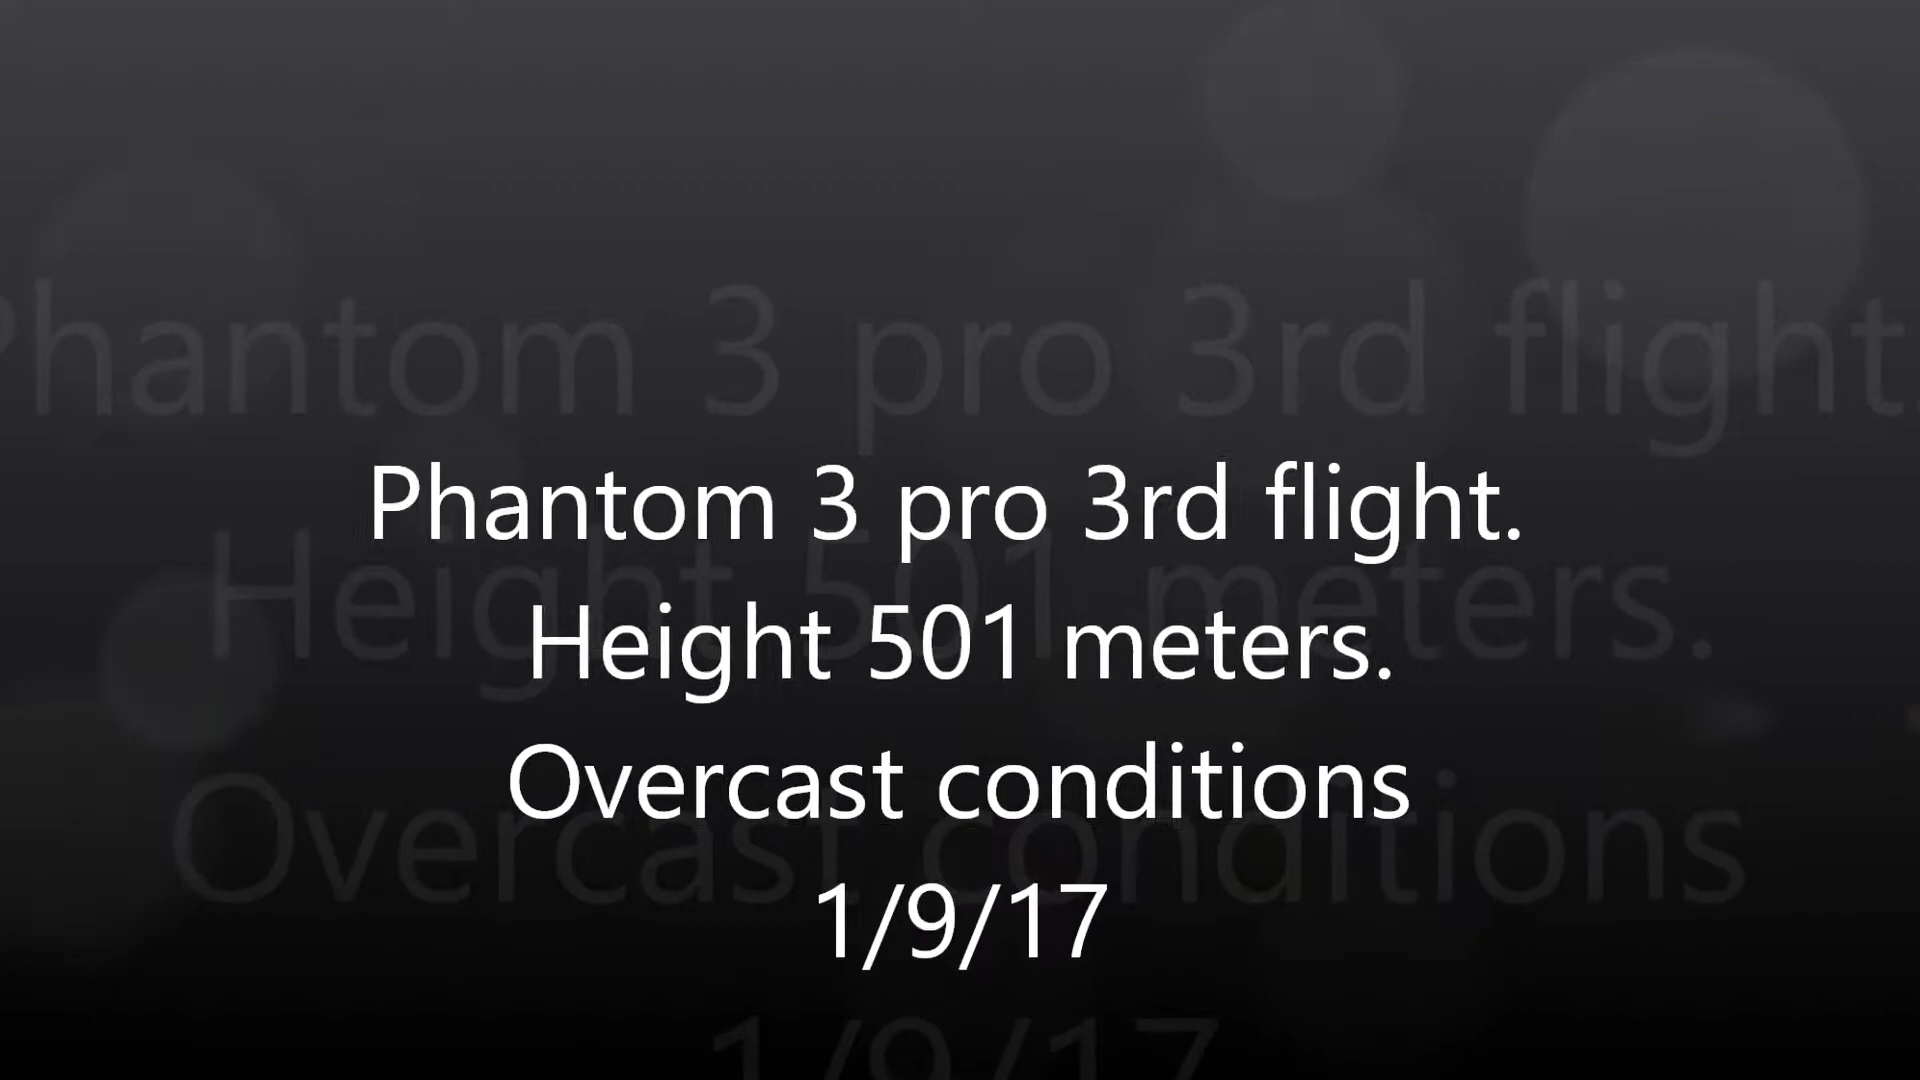 Phantom 3 pro 3rd flight.
Height 501 meters.
Overcast conditions
1/9/17